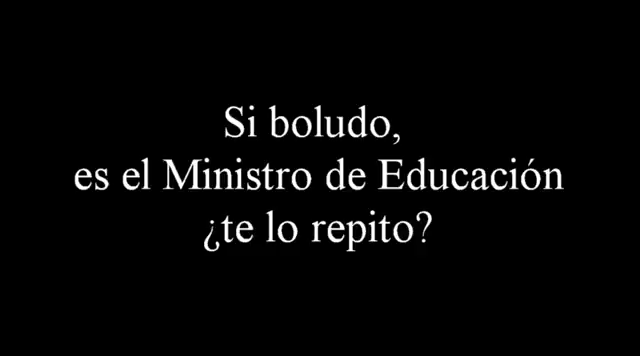 Si boludo,
es el Ministro de Educación
¿te lo repito?